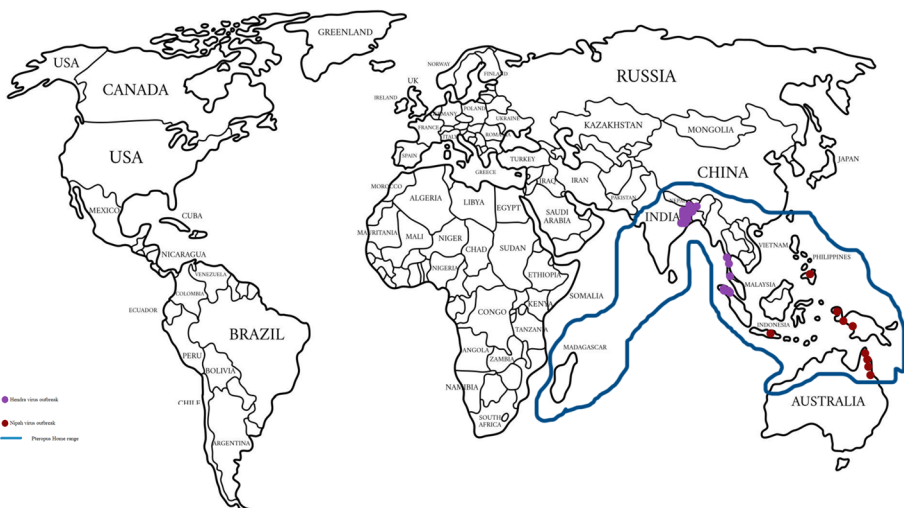 GREENLAND
USA
CANADA
USA
MEXICO
CUBA
NICARAGUA
VENEZUELA
COLOMBIA
ECUADOR
BRAZIL
PERU
BOLIVIA
CHILE
ARGENTINA
NORWAY
FINLAND
UK
IRELAND
POLAND
UKRAINE
FRANCE
ROMANIA
SPAIN
GREECE
TURKEY
RUSSIA
KAZAKHSTAN
MONGOLIA
CHINA
JAPAN
IRAQ
IRAN
PAKISTAN
NEPAL
INDIA
SAUDI
ARABIA
MOROCCO
ALGERIA
LIBYA
EGYPT
MAURITANIA
MALI
NIGER
CHAD
SUDAN
NIGERIA
ETHIOPIA
SOMALIA
KENYA
CONGO
TANZANIA
ANGOLA
ZAMBIA
NAMIBIA
MADAGASCAR
SOUTH
AFRICA
VIETNAM
PHILIPPINES
MALAYSIA
INDONESIA
AUSTRALIA
Hendra virus outbreak
Nipah virus outbreak
Pteropus Home range